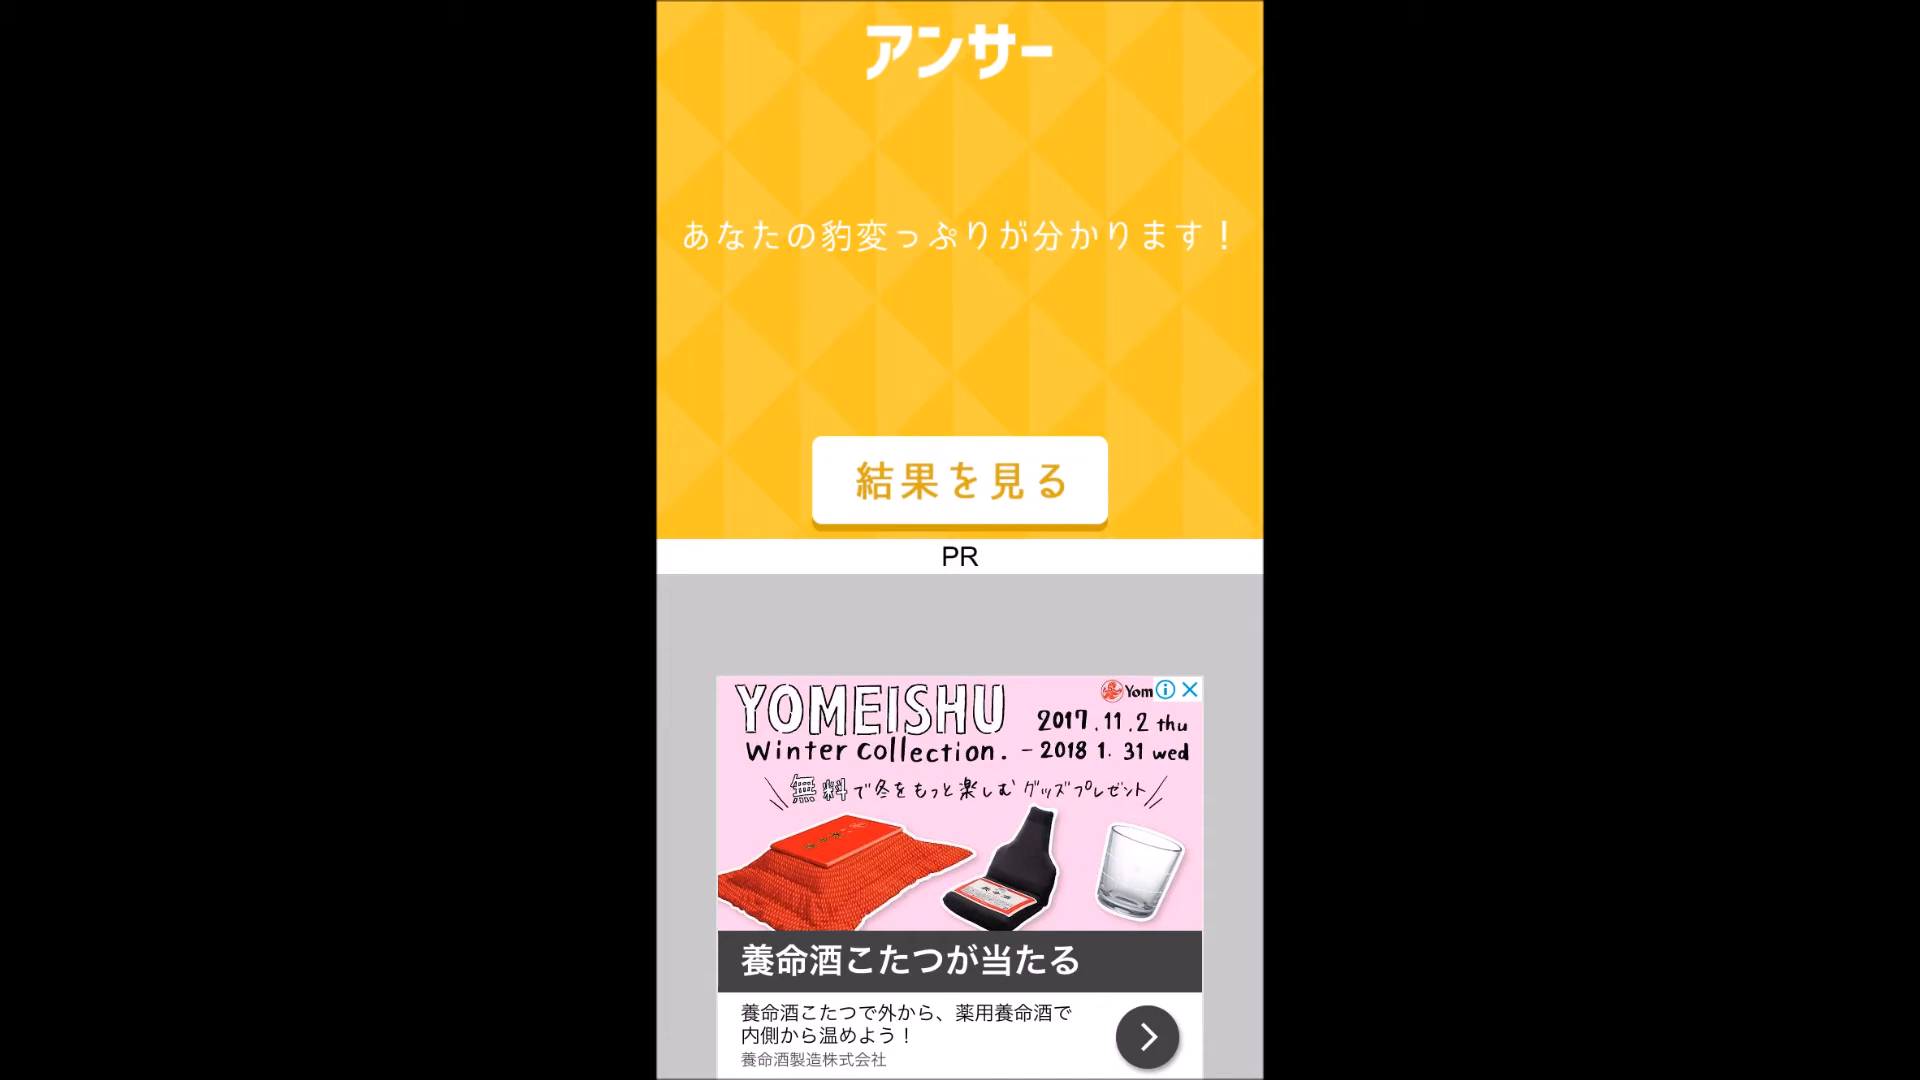 アンサー
あなたの豹変っぷりが分かります！
結果を見る
PR
YOMEISHU
Winter Collection.
Yom
2017.11.2 thu
- 2018 1. 31 wed
無料で冬をもっと楽しむ グッズプレゼント
養命酒
養命酒こたつが当たる
養命酒こたつで外から、薬用養命酒で
内側から温めよう！
養命酒製造株式会社